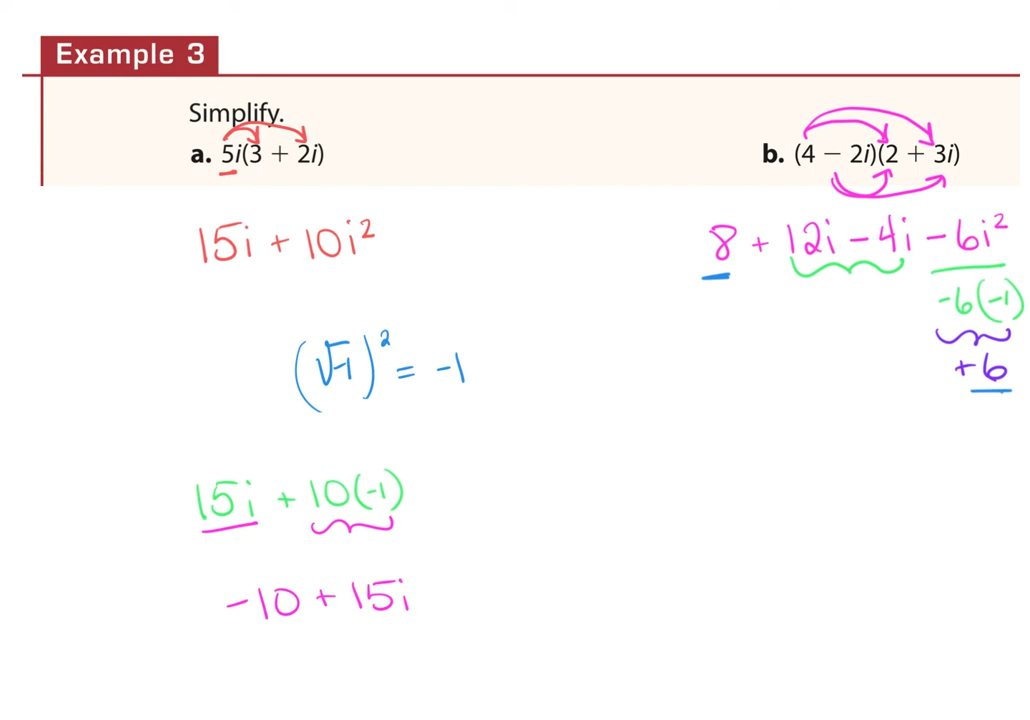 Example 3
Simplify.
a. 5i(3 + 2i)
15i + 10i²
(√-1)² = -1
15i + 10(-1)
-10 + 15i
b. (4 − 2i)(2 + 3i)
8 + 12i - 4i - 6i²
-6(-1)
+6